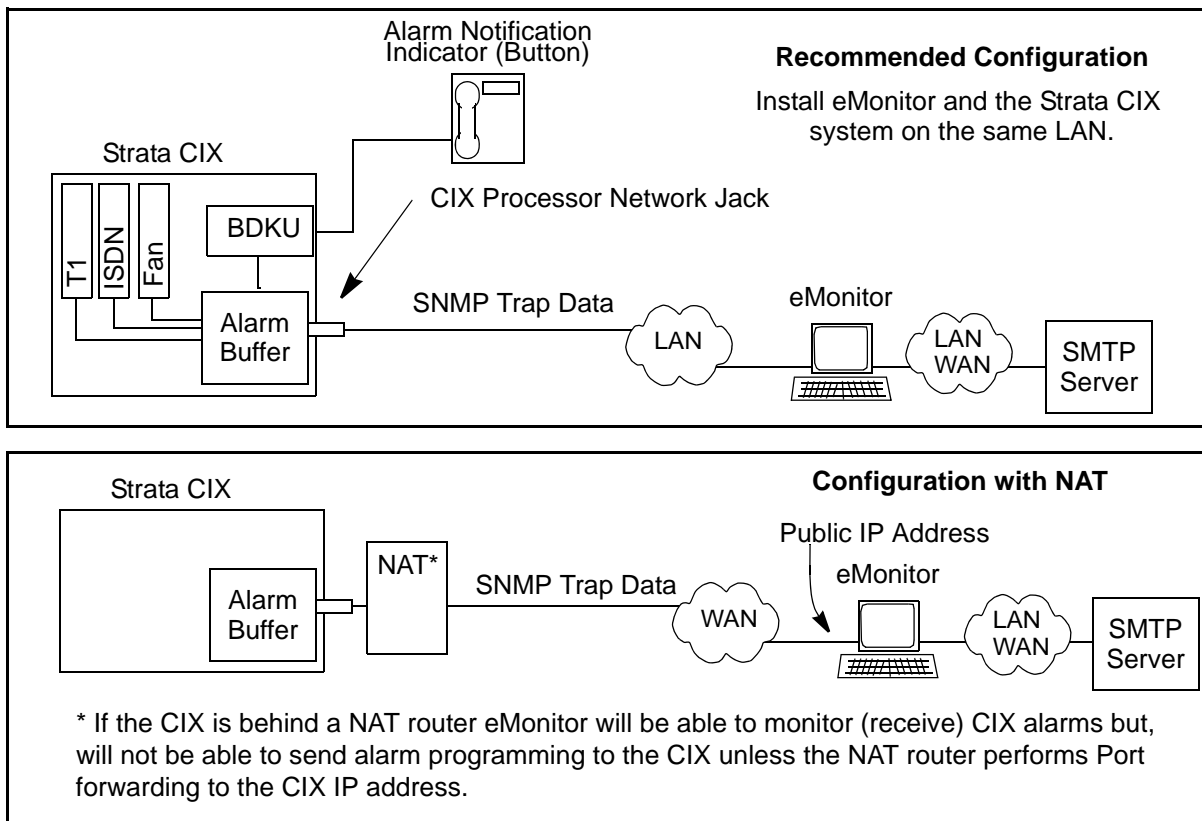 Alarm Notification
Indicator (Button)
Recommended Configuration
Install eMonitor and the Strata CIX
system on the same LAN.
Strata CIX
CIX Processor Network Jack
BDKU
T1
ISDN
Fan
Alarm
Buffer
SNMP Trap Data
LAN
eMonitor
LAN
WAN
SMTP
Server
Configuration with NAT
Strata CIX
Public IP Address
NAT*
SNMP Trap Data
eMonitor
Alarm
Buffer
WAN
LAN
WAN
SMTP
Server
* If the CIX is behind a NAT router eMonitor will be able to monitor (receive) CIX alarms but,
will not be able to send alarm programming to the CIX unless the NAT router performs Port
forwarding to the CIX IP address.